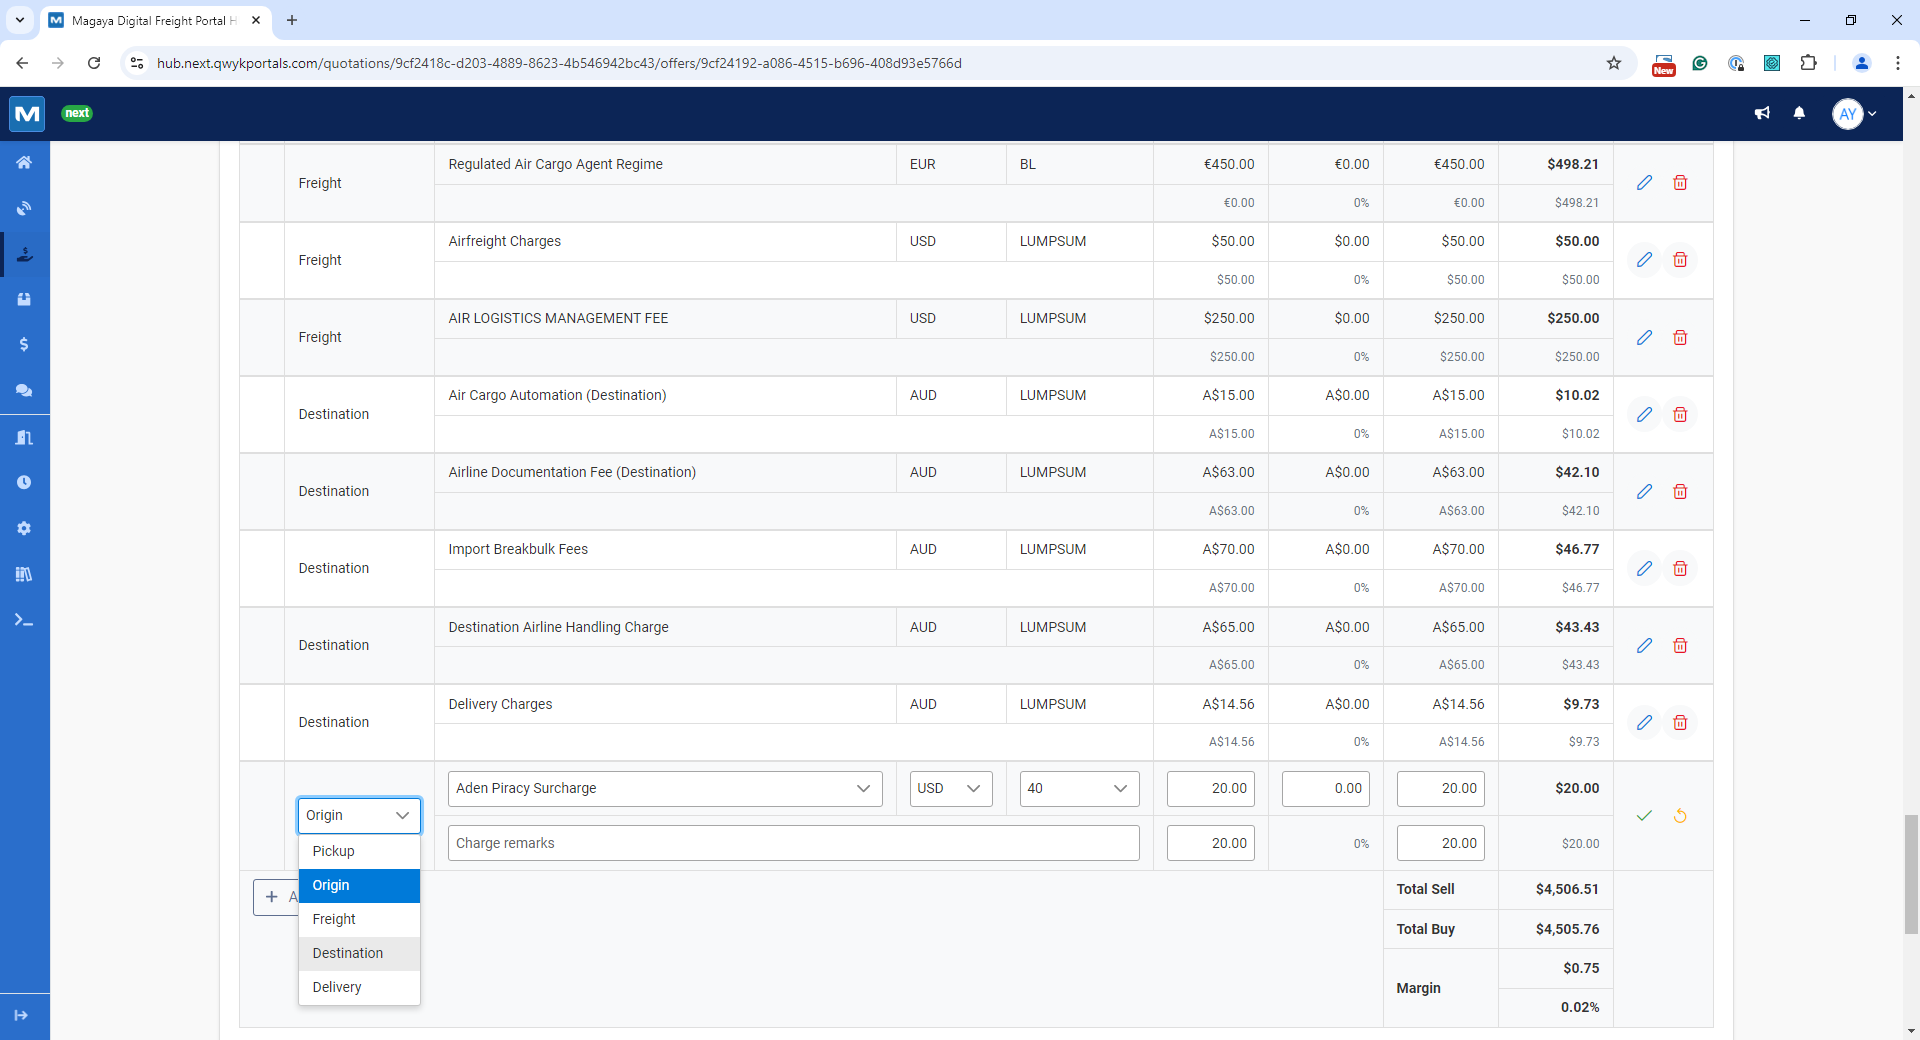 Magaya Digital Freight Portal H
hub.next.qwykportals.com/quotations/9cf2418c-d203-4889-8623-4b546942bc43/offers/9cf24192-a086-4515-b696-408d93e5766d
New
M next AY
Freight Regulated Air Cargo Agent Regime EUR BL €450.00 €0.00 €450.00 $498.21
€0.00 0% €0.00 $498.21
Freight Airfreight Charges USD LUMPSUM $50.00 $0.00 $50.00 $50.00
$50.00 0% $50.00 $50.00
Freight AIR LOGISTICS MANAGEMENT FEE USD LUMPSUM $250.00 $0.00 $250.00 $250.00
$250.00 0% $250.00 $250.00
Destination Air Cargo Automation (Destination) AUD LUMPSUM A$15.00 A$0.00 A$15.00 $10.02
A$15.00 0% A$15.00 $10.02
Destination Airline Documentation Fee (Destination) AUD LUMPSUM A$63.00 A$0.00 A$63.00 $42.10
A$63.00 0% A$63.00 $42.10
Destination Import Breakbulk Fees AUD LUMPSUM A$70.00 A$0.00 A$70.00 $46.77
A$70.00 0% A$70.00 $46.77
Destination Destination Airline Handling Charge AUD LUMPSUM A$65.00 A$0.00 A$65.00 $43.43
A$65.00 0% A$65.00 $43.43
Destination Delivery Charges AUD LUMPSUM A$14.56 A$0.00 A$14.56 $9.73
A$14.56 0% A$14.56 $9.73
Aden Piracy Surcharge USD 40 20.00 0.00 20.00 $20.00
Origin
Charge remarks 20.00 0% 20.00 $20.00
Pickup
Origin
Freight
Destination
Delivery
+ A
Total Sell $4,506.51
Total Buy $4,505.76
Margin $0.75
0.02%